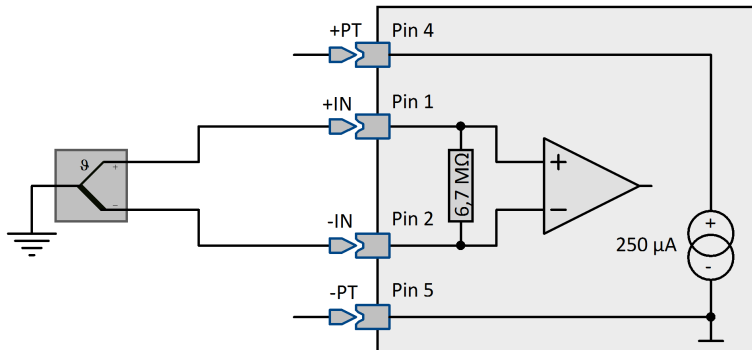 +PT Pin 4
+IN Pin 1
ϑ + -
6,7 MΩ
+ −
-IN Pin 2
250 µA
+ -
-PT Pin 5